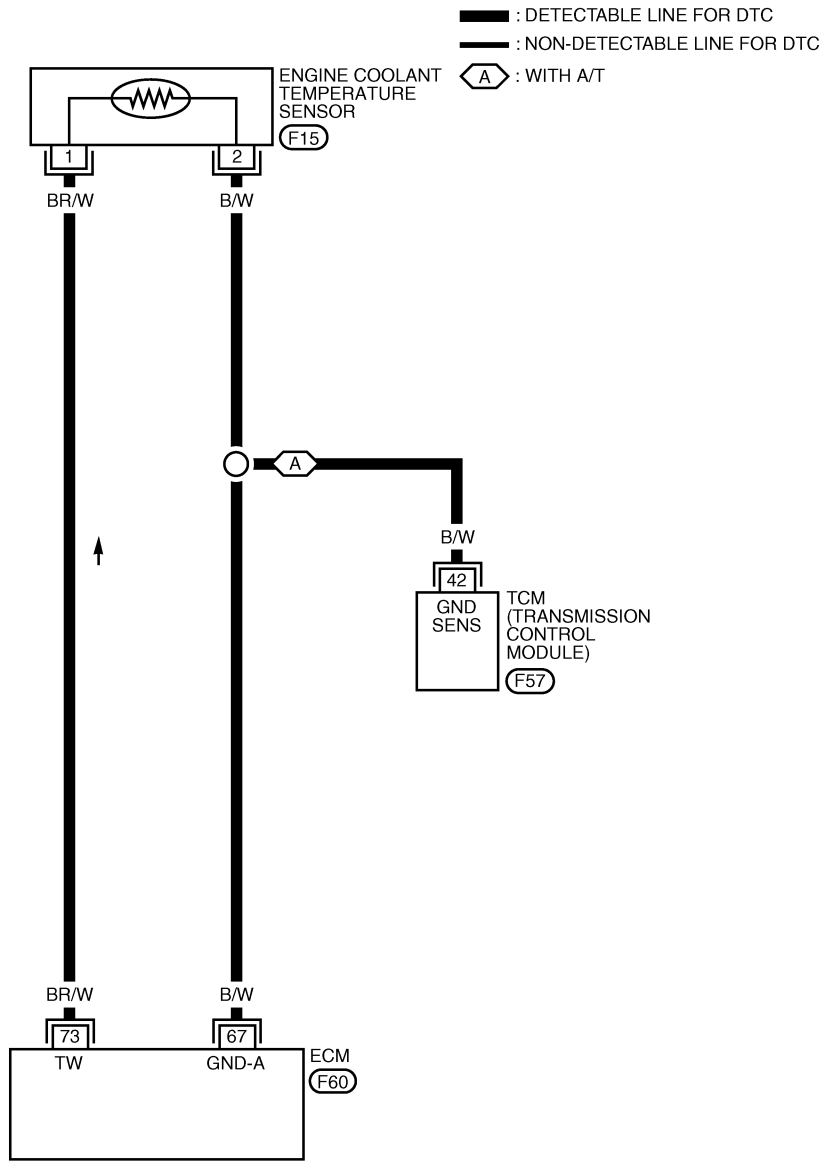 : DETECTABLE LINE FOR DTC
: NON-DETECTABLE LINE FOR DTC
A : WITH A/T
ENGINE COOLANT
TEMPERATURE
SENSOR
F15
1 2
BR/W B/W
A
B/W
42
GND
SENS
TCM
(TRANSMISSION
CONTROL
MODULE)
F57
BR/W B/W
73 67
TW GND-A
ECM
F60